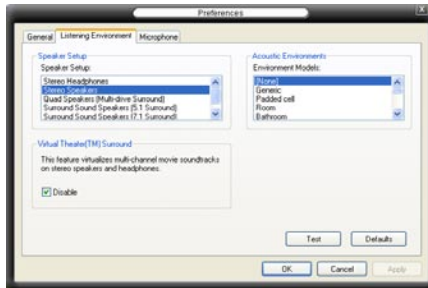 Preferences
X
General Listening Environment Microphone
Speaker Setup
Speaker Setup:
Stereo Headphones
Stereo Speakers
Quad Speakers (Multi-drive Surround)
Surround Sound Speakers (5.1 Surround)
Surround Sound Speakers (7.1 Surround)
Acoustic Environments
Environment Models:
(None)
Generic
Padded cell
Room
Bathroom
Virtual Theater(TM) Surround
This feature virtualizes multi-channel movie soundtracks
on stereo speakers and headphones.
Disable
Test Defaults
OK Cancel Apply